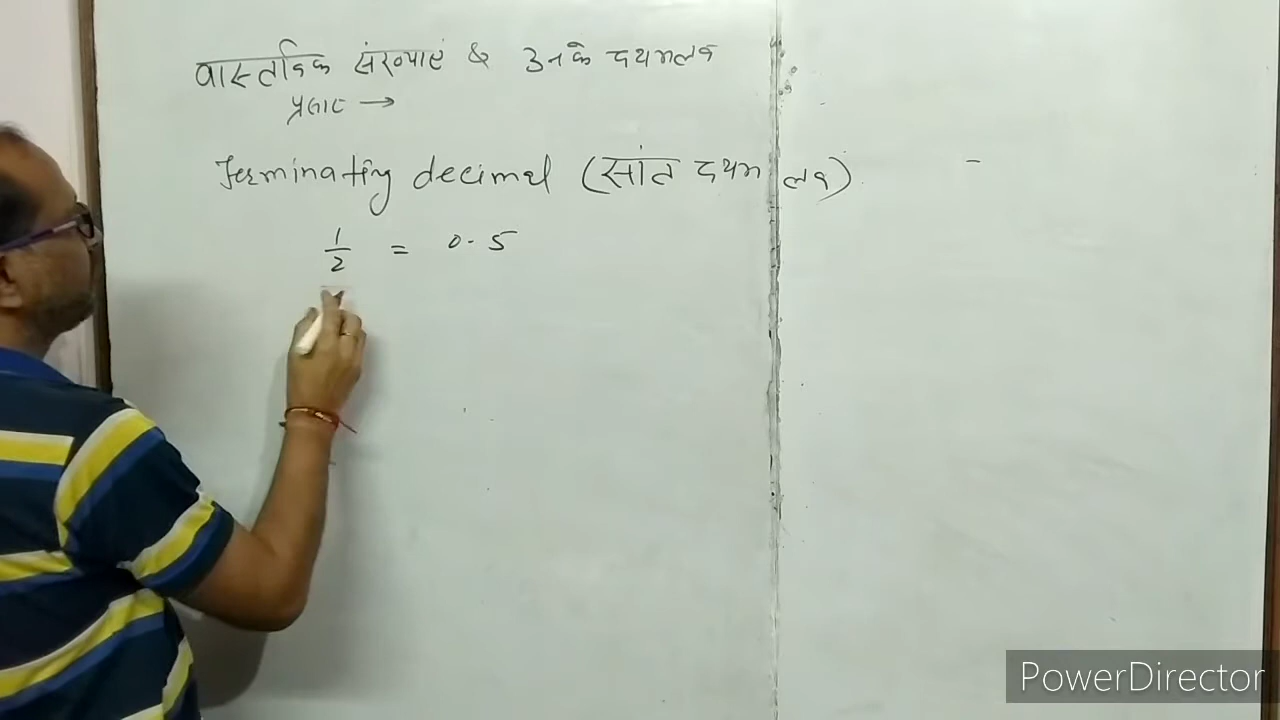 वास्तविक संख्याएं & उनके दशमलव
प्रसार →
Terminating decimal (सांत दशमलव)
1/2 = 0.5
PowerDirector